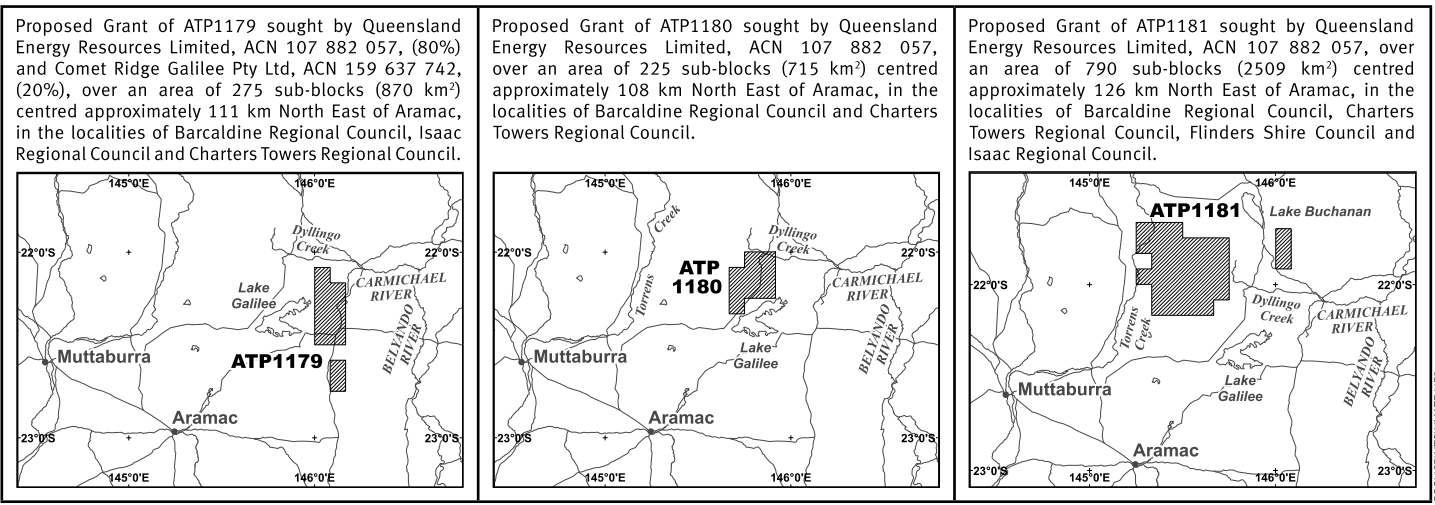 Proposed Grant of ATP1179 sought by Queensland
Energy Resources Limited, ACN 107 882 057, (80%)
and Comet Ridge Galilee Pty Ltd, ACN 159 637 742,
(20%), over an area of 275 sub-blocks (870 km²)
centred approximately 111 km North East of Aramac,
in the localities of Barcaldine Regional Council, Isaac
Regional Council and Charters Towers Regional Council.
145°0'E
146°0'E
Dyllingo
Creek
22°0'S
22°0'S
CARMICHAEL
RIVER
Lake
Galilee
BELYANDO
RIVER
Muttaburra
ATP1179
Aramac
23°0'S
23°0'S
145°0'E
146°0'E
Proposed Grant of ATP1180 sought by Queensland
Energy Resources Limited, ACN 107 882 057,
over an area of 225 sub-blocks (715 km²) centred
approximately 108 km North East of Aramac, in the
localities of Barcaldine Regional Council and Charters
Towers Regional Council.
145°0'E
146°0'E
Torrens Creek
Dyllingo
Creek
22°0'S
22°0'S
ATP
1180
CARMICHAEL
RIVER
BELYANDO
RIVER
Muttaburra
Lake
Galilee
Aramac
23°0'S
23°0'S
145°0'E
146°0'E
Proposed Grant of ATP1181 sought by Queensland
Energy Resources Limited, ACN 107 882 057, over
an area of 790 sub-blocks (2509 km²) centred
approximately 126 km North East of Aramac, in the
localities of Barcaldine Regional Council, Charters
Towers Regional Council, Flinders Shire Council and
Isaac Regional Council.
145°0'E
146°0'E
ATP1181
Lake Buchanan
22°0'S
22°0'S
Dyllingo
Creek
CARMICHAEL
RIVER
Torrens
Creek
BELYANDO
RIVER
Muttaburra
Lake
Galilee
Aramac
23°0'S
23°0'S
145°0'E
146°0'E